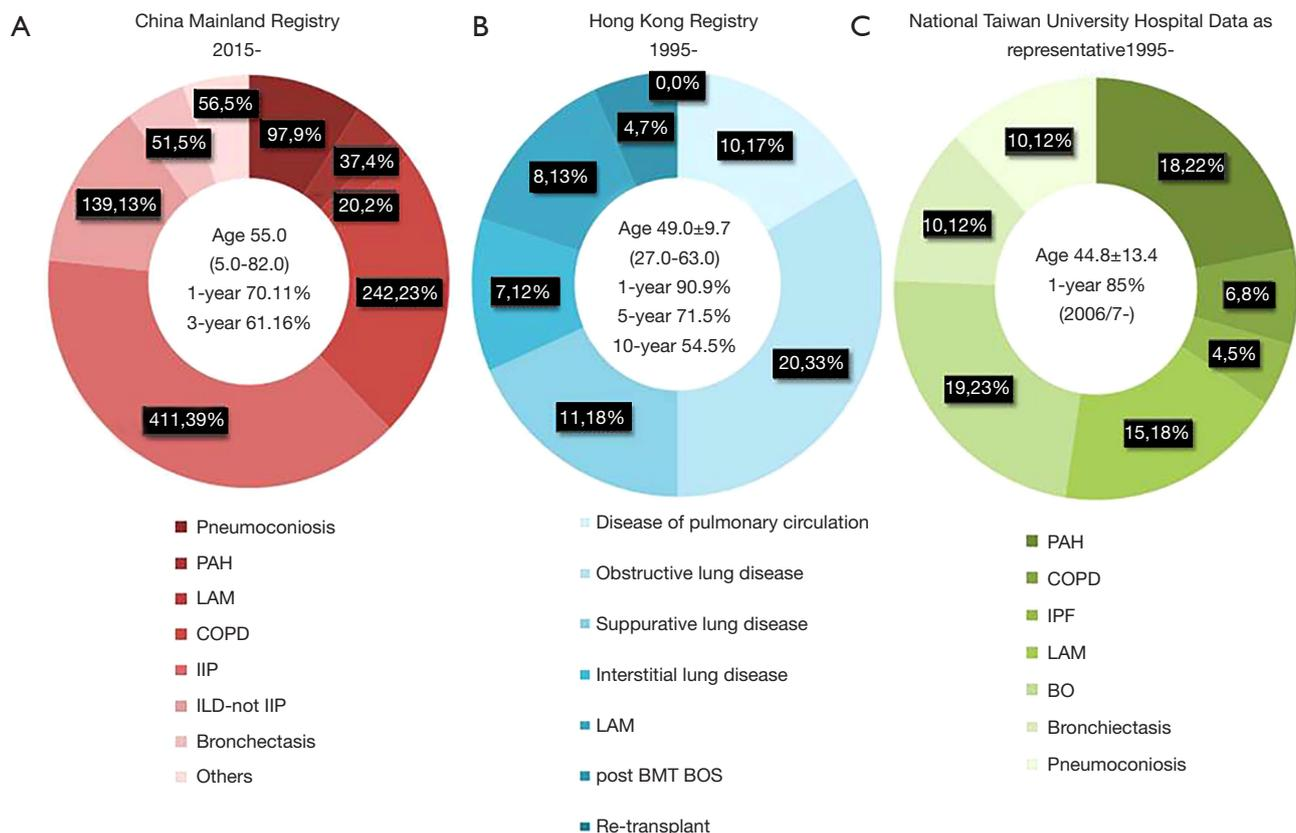 A
China Mainland Registry
2015-
56,5%
97,9%
51,5%
37,4%
139,13%
20,2%
242,23%
411,39%
Age 55.0
(5.0-82.0)
1-year 70.11%
3-year 61.16%
Pneumoconiosis
PAH
LAM
COPD
IIP
ILD-not IIP
Bronchectasis
Others
B
Hong Kong Registry
1995-
0,0%
4,7%
10,17%
8,13%
7,12%
20,33%
11,18%
Age 49.0±9.7
(27.0-63.0)
1-year 90.9%
5-year 71.5%
10-year 54.5%
Disease of pulmonary circulation
Obstructive lung disease
Suppurative lung disease
Interstitial lung disease
LAM
post BMT BOS
Re-transplant
C
National Taiwan University Hospital Data as
representative1995-
10,12%
18,22%
10,12%
6,8%
4,5%
19,23%
15,18%
Age 44.8±13.4
1-year 85%
(2006/7-)
PAH
COPD
IPF
LAM
BO
Bronchiectasis
Pneumoconiosis